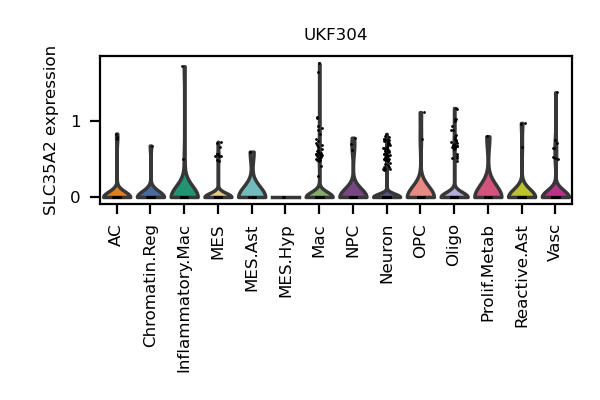 UKF304
SLC35A2 expression
1
0
AC
Chromatin.Reg
Inflammatory.Mac
MES
MES.Ast
MES.Hyp
Mac
NPC
Neuron
OPC
Oligo
Prolif.Metab
Reactive.Ast
Vasc